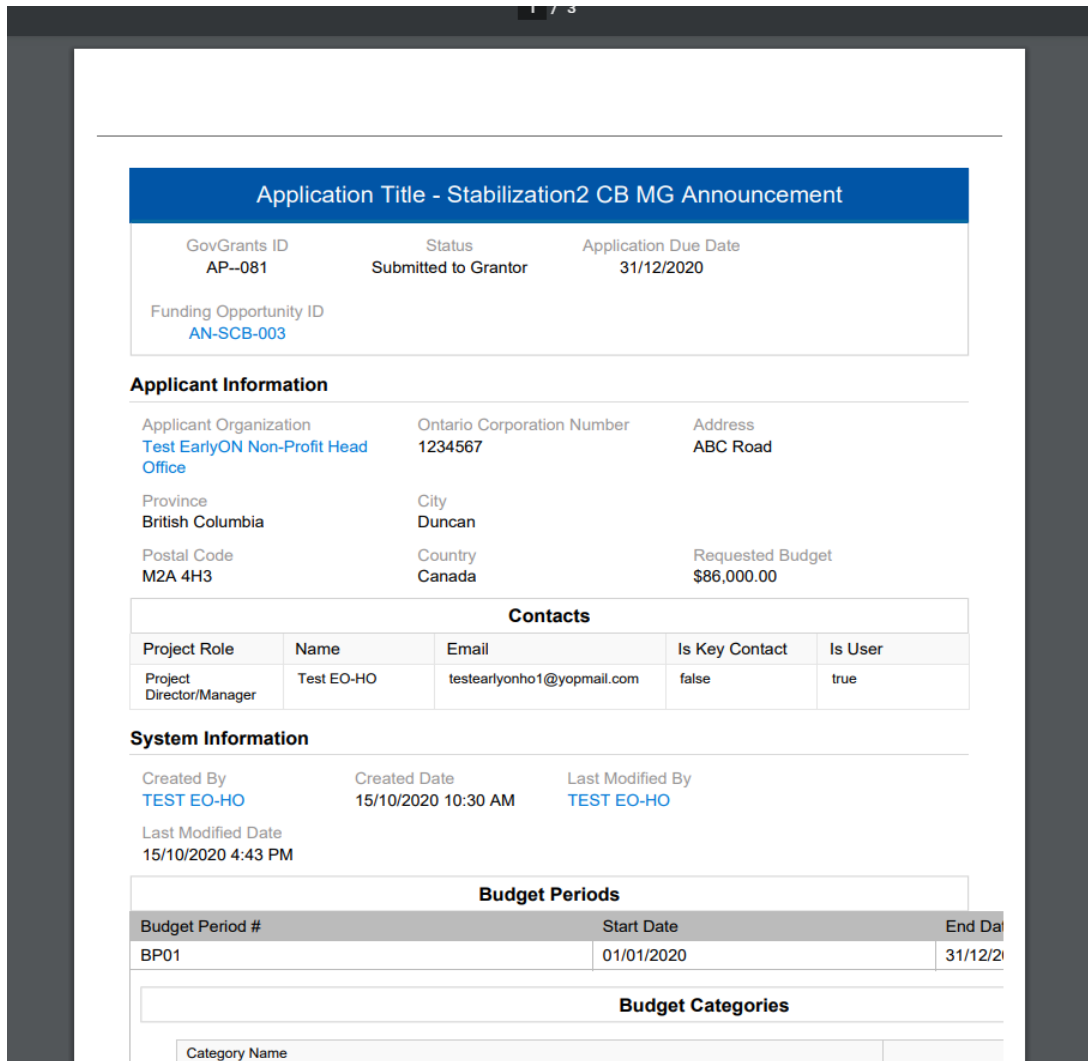 1 / 3
Application Title - Stabilization2 CB MG Announcement
GovGrants ID Status Application Due Date
AP--081 Submitted to Grantor 31/12/2020
Funding Opportunity ID
AN-SCB-003
Applicant Information
Applicant Organization Ontario Corporation Number Address
Test EarlyON Non-Profit Head 1234567 ABC Road
Office
Province City
British Columbia Duncan
Postal Code Country Requested Budget
M2A 4H3 Canada $86,000.00
Contacts
Project Role Name Email Is Key Contact Is User
Project Test EO-HO testearlyonho1@yopmail.com false true
Director/Manager
System Information
Created By Created Date Last Modified By
TEST EO-HO 15/10/2020 10:30 AM TEST EO-HO
Last Modified Date
15/10/2020 4:43 PM
Budget Periods
Budget Period # Start Date End
BP01 01/01/2020
Budget Categories
Category Name